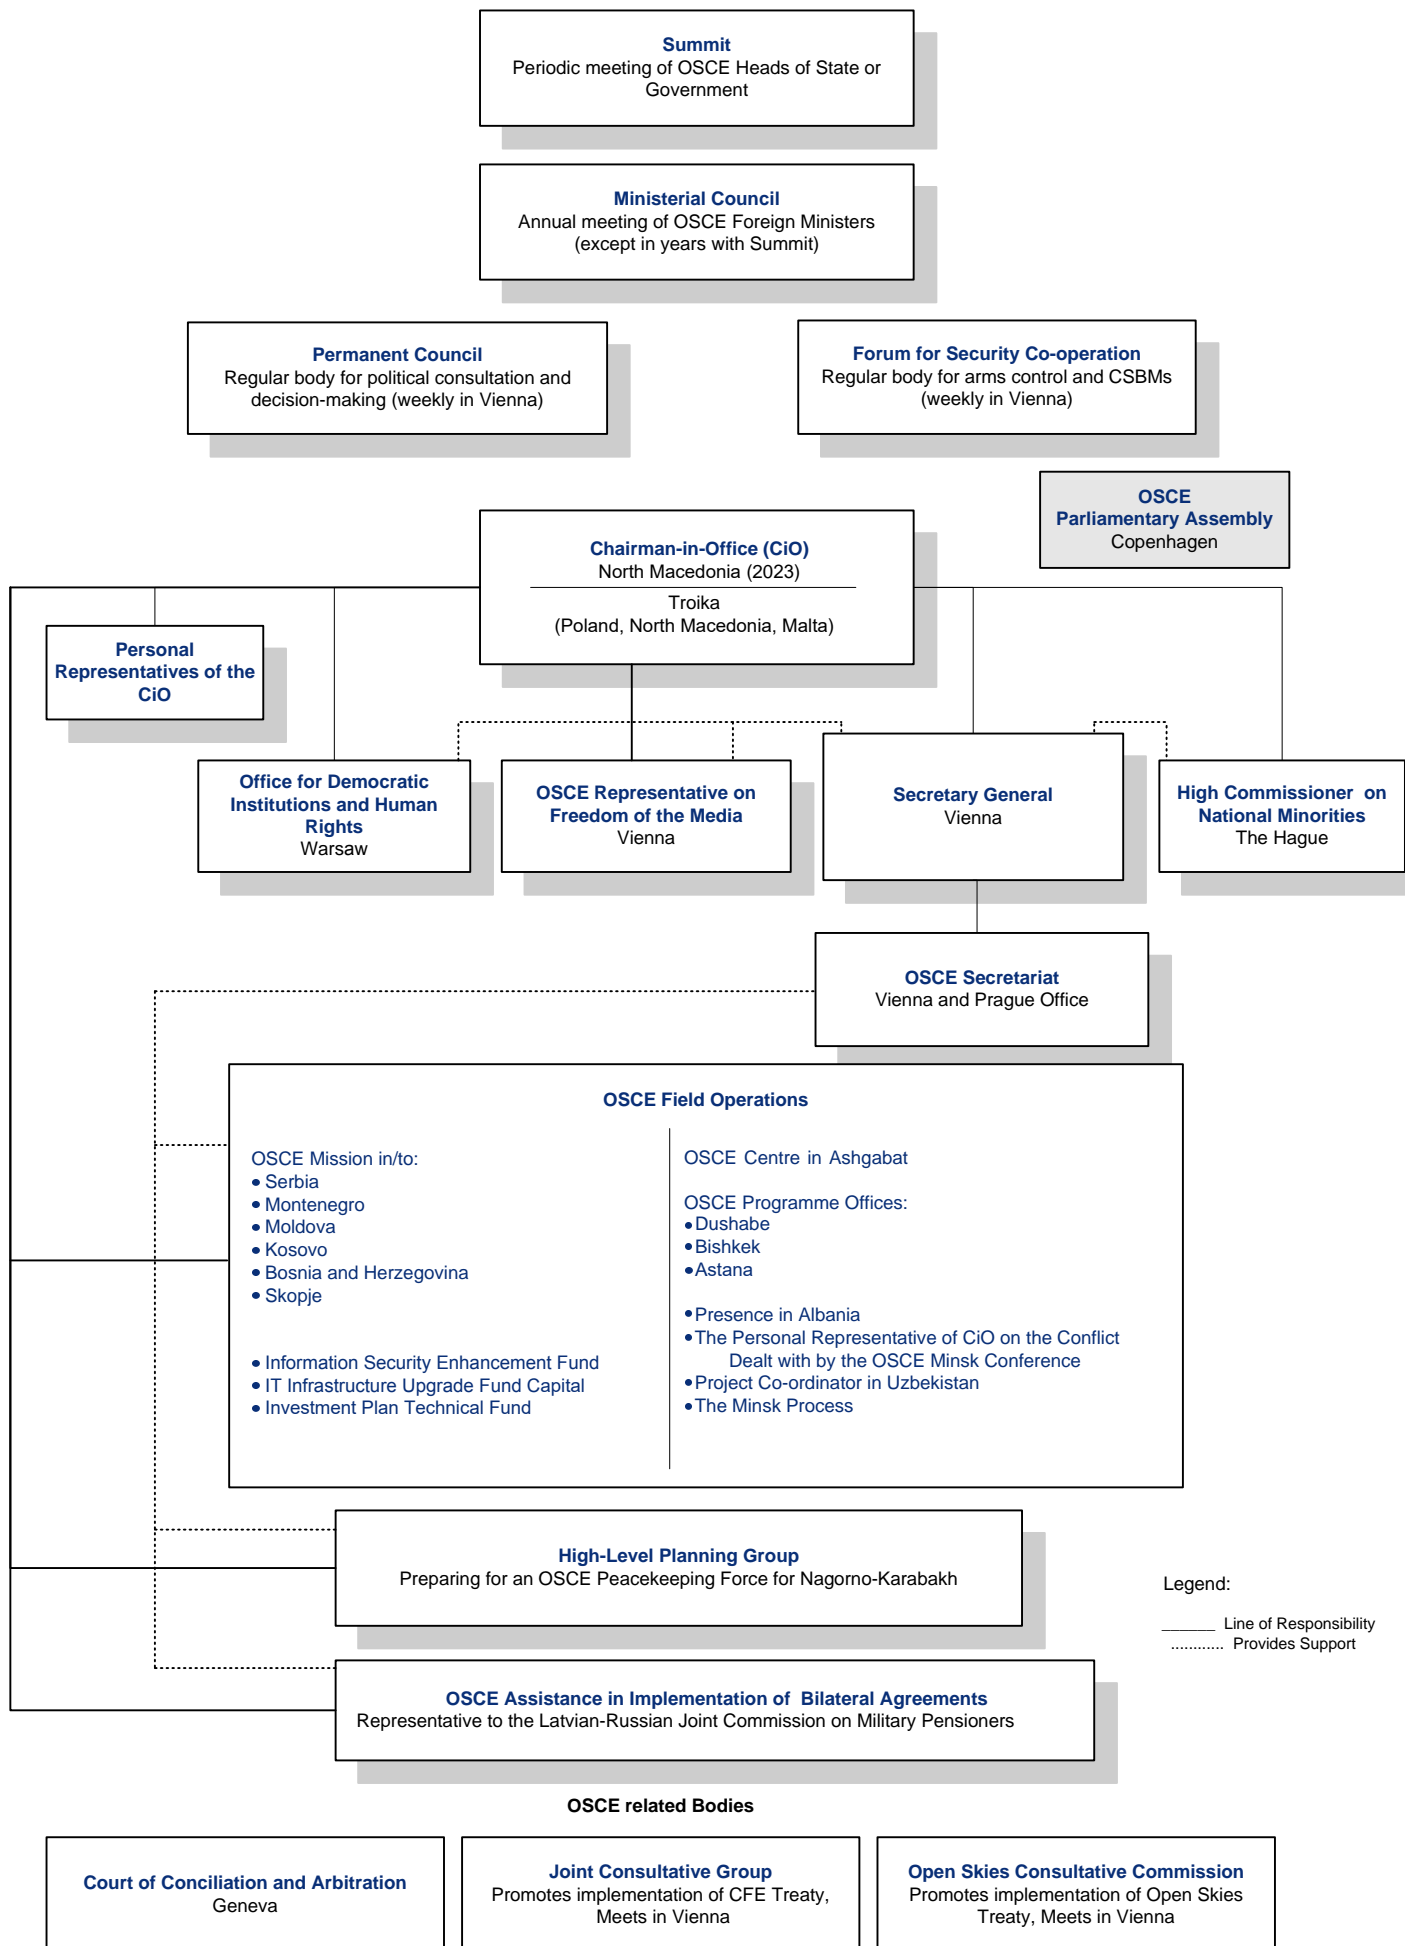 Summit
Periodic meeting of OSCE Heads of State or
Government
Ministerial Council
Annual meeting of OSCE Foreign Ministers
(except in years with Summit)
Permanent Council
Regular body for political consultation and
decision-making (weekly in Vienna)
Forum for Security Co-operation
Regular body for arms control and CSBMs
(weekly in Vienna)
OSCE
Parliamentary Assembly
Copenhagen
Chairman-in-Office (CiO)
North Macedonia (2023)
Troika
(Poland, North Macedonia, Malta)
Personal
Representatives of the
CiO
Office for Democratic
Institutions and Human
Rights
Warsaw
OSCE Representative on
Freedom of the Media
Vienna
Secretary General
Vienna
High Commissioner on
National Minorities
The Hague
OSCE Secretariat
Vienna and Prague Office
OSCE Field Operations
OSCE Mission in/to:
• Serbia
• Montenegro
• Moldova
• Kosovo
• Bosnia and Herzegovina
• Skopje
• Information Security Enhancement Fund
• IT Infrastructure Upgrade Fund Capital
• Investment Plan Technical Fund
OSCE Centre in Ashgabat
OSCE Programme Offices:
• Dushabe
• Bishkek
• Astana
• Presence in Albania
• The Personal Representative of CiO on the Conflict
Dealt with by the OSCE Minsk Conference
• Project Co-ordinator in Uzbekistan
• The Minsk Process
High-Level Planning Group
Preparing for an OSCE Peacekeeping Force for Nagorno-Karabakh
Legend:
______ Line of Responsibility
............ Provides Support
OSCE Assistance in Implementation of Bilateral Agreements
Representative to the Latvian-Russian Joint Commission on Military Pensioners
OSCE related Bodies
Court of Conciliation and Arbitration
Geneva
Joint Consultative Group
Promotes implementation of CFE Treaty,
Meets in Vienna
Open Skies Consultative Commission
Promotes implementation of Open Skies
Treaty, Meets in Vienna